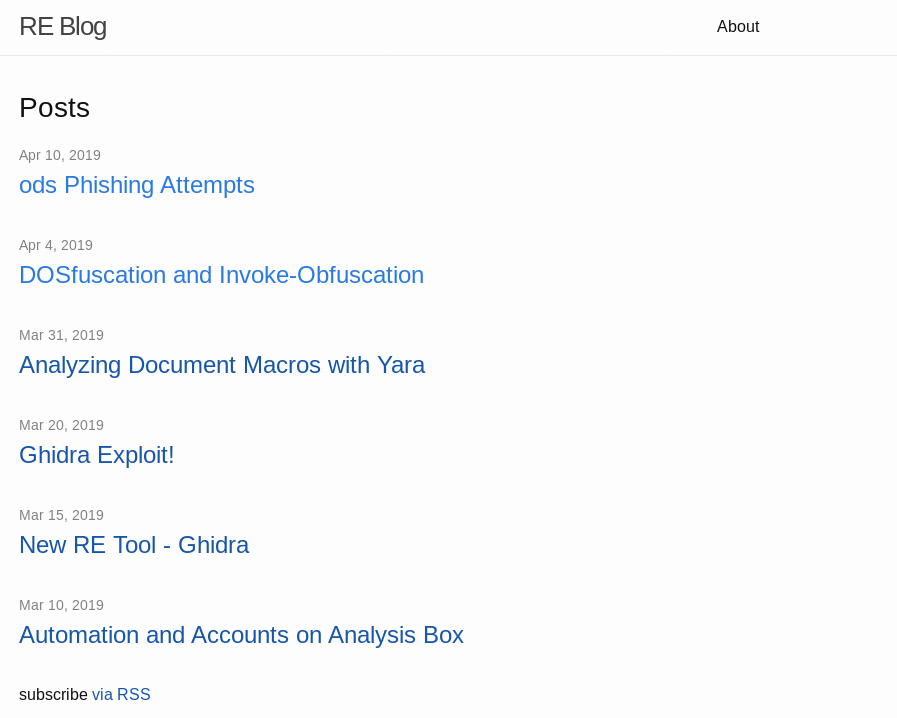 RE Blog
About
Posts
Apr 10, 2019
ods Phishing Attempts
Apr 4, 2019
DOSfuscation and Invoke-Obfuscation
Mar 31, 2019
Analyzing Document Macros with Yara
Mar 20, 2019
Ghidra Exploit!
Mar 15, 2019
New RE Tool - Ghidra
Mar 10, 2019
Automation and Accounts on Analysis Box
subscribe via RSS